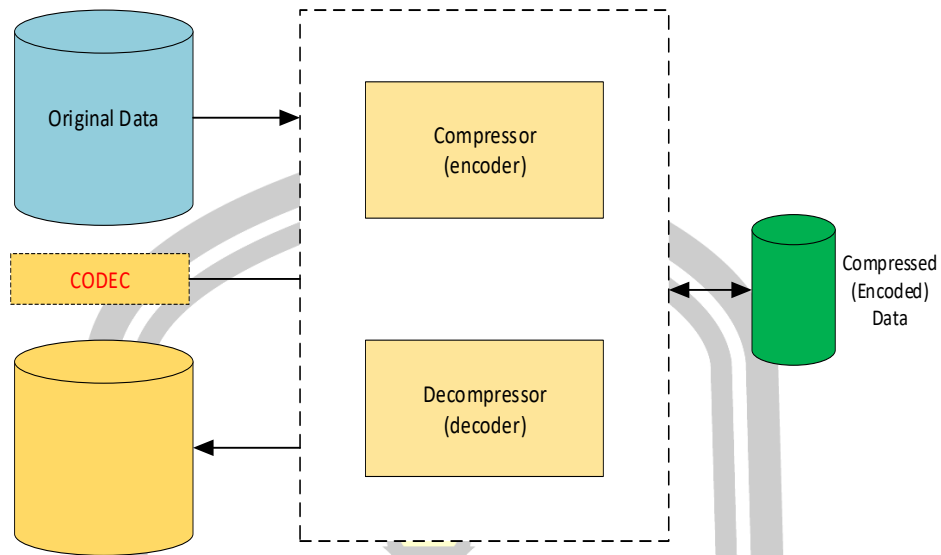 Original Data
Compressor
(encoder)
CODEC
Compressed
(Encoded)
Data
Decompressor
(decoder)